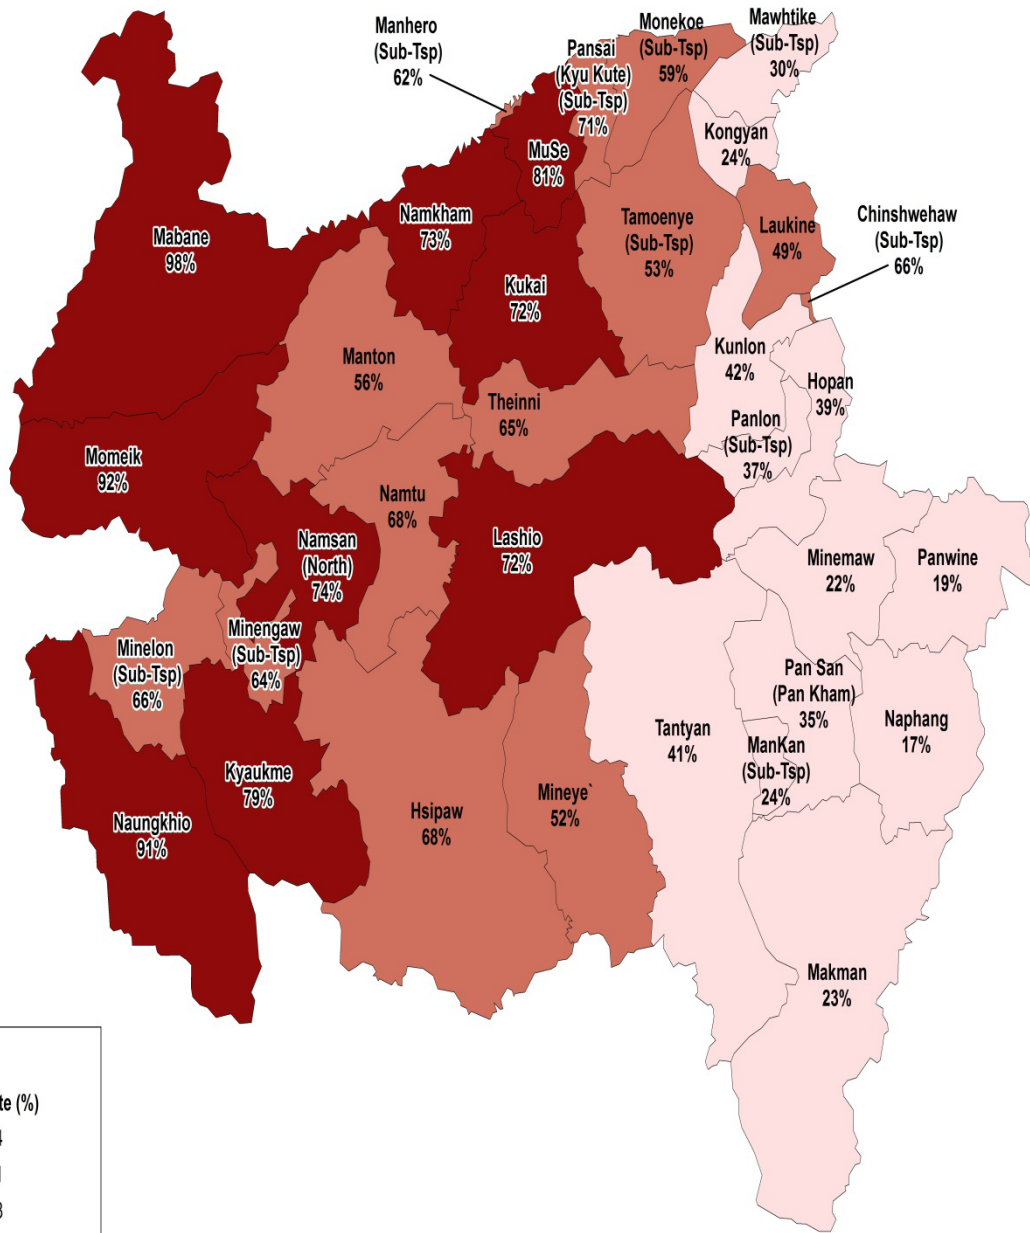 Manhero
(Sub-Tsp)
62%
Pansai
(Kyu Kute)
(Sub-Tsp)
71%
Monekoe
(Sub-Tsp)
59%
Mawhtike
(Sub-Tsp)
30%
Kongyan
24%
MuSe
81%
Namkham
73%
Tamoenye
(Sub-Tsp)
53%
Laukine
49%
Chinshwehaw
(Sub-Tsp)
66%
Mabane
98%
Kukai
72%
Manton
56%
Kunlon
42%
Hopan
39%
Theinni
65%
Panlon
(Sub-Tsp)
37%
Momeik
92%
Namtu
68%
Namsan
(North)
74%
Lashio
72%
Minemaw
22%
Panwine
19%
Minelon
(Sub-Tsp)
66%
Minengaw
(Sub-Tsp)
64%
Pan San
(Pan Kham)
35%
Naphang
17%
Tantyan
41%
ManKan
(Sub-Tsp)
24%
Kyaukme
79%
Hsipaw
68%
Mineye`
52%
Naungkhio
91%
Makman
23%
te (%)